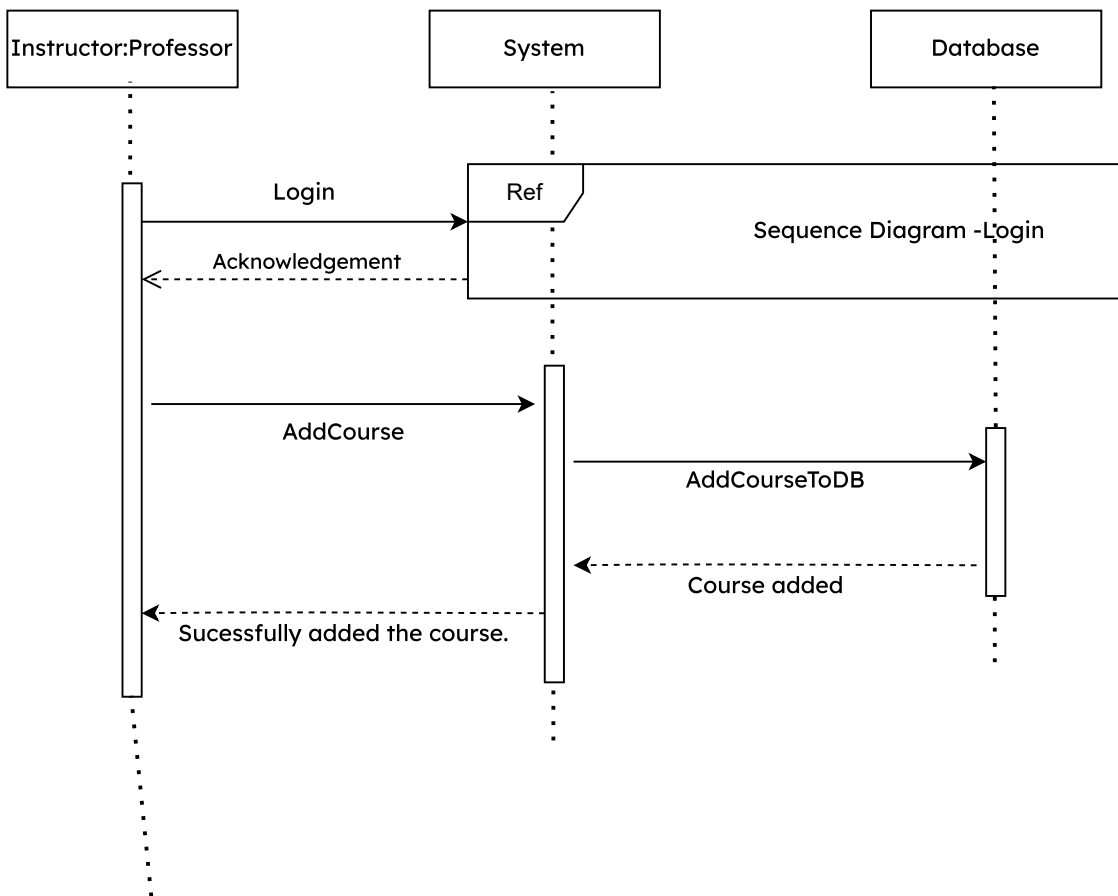 Instructor:Professor
System
Database
Login
Ref
Sequence Diagram -Login
Acknowledgement
AddCourse
AddCourseToDB
Course added
Sucessfully added the course.